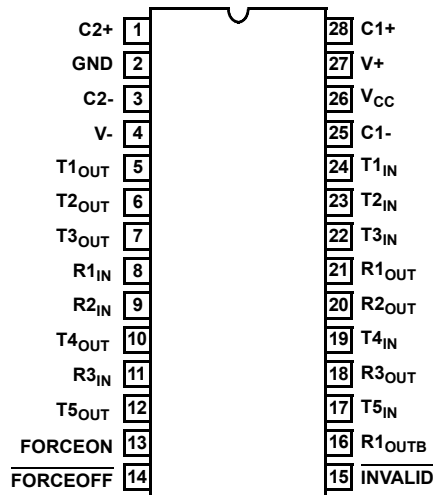 C2+ 1 28 C1+
GND 2 27 V+
C2- 3 26 VCC
V- 4 25 C1-
T1OUT 5 24 T1IN
T2OUT 6 23 T2IN
T3OUT 7 22 T3IN
R1IN 8 21 R1OUT
R2IN 9 20 R2OUT
T4OUT 10 19 T4IN
R3IN 11 18 R3OUT
T5OUT 12 17 T5IN
FORCEON 13 16 R1OUTB
FORCEOFF 14 15 INVALID